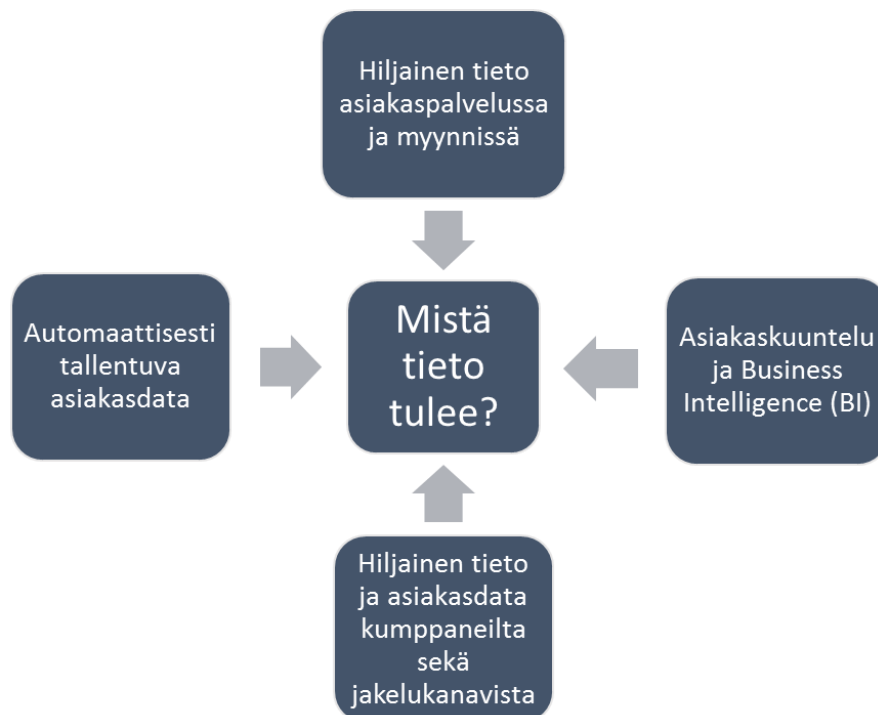 Hiljainen tieto
asiakaspalvelussa
ja myynnissä
Automaattisesti
tallentuva
asiakasdata
Mistä
tieto
tulee?
Asiakaskuuntelu
ja Business
Intelligence (BI)
Hiljainen tieto
ja asiakasdata
kumppaneilta
sekä
jakelukanavista